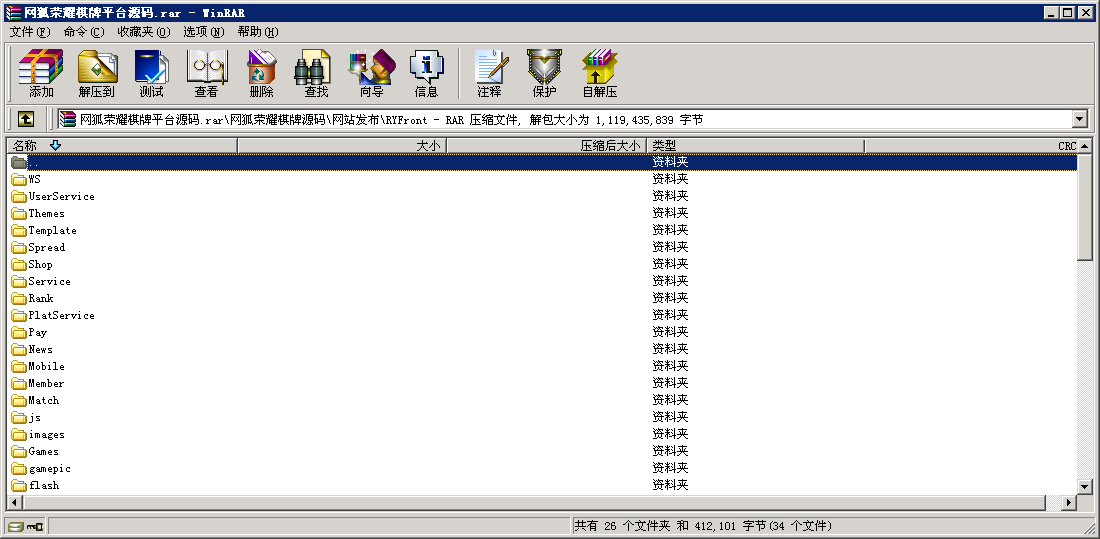 网狐荣耀棋牌平台源码.rar - WinRAR
文件(F) 命令(C) 收藏夹(O) 选项(N) 帮助(H)
添加 解压到 测试 查看 删除 查找 向导 信息 注释 保护 自解压
网狐荣耀棋牌平台源码.rar\网狐荣耀棋牌源码\网站发布\RYFront - RAR 压缩文件, 解包大小为 1,119,435,839 字节
名称 大小 压缩后大小 类型 CRC
.. 资料夹
WS 资料夹
UserService 资料夹
Themes 资料夹
Template 资料夹
Spread 资料夹
Shop 资料夹
Service 资料夹
Rank 资料夹
PlatService 资料夹
Pay 资料夹
News 资料夹
Mobile 资料夹
Member 资料夹
Match 资料夹
js 资料夹
images 资料夹
Games 资料夹
gamepic 资料夹
flash 资料夹
共有 26 个文件夹 和 412,101 字节(34 个文件)